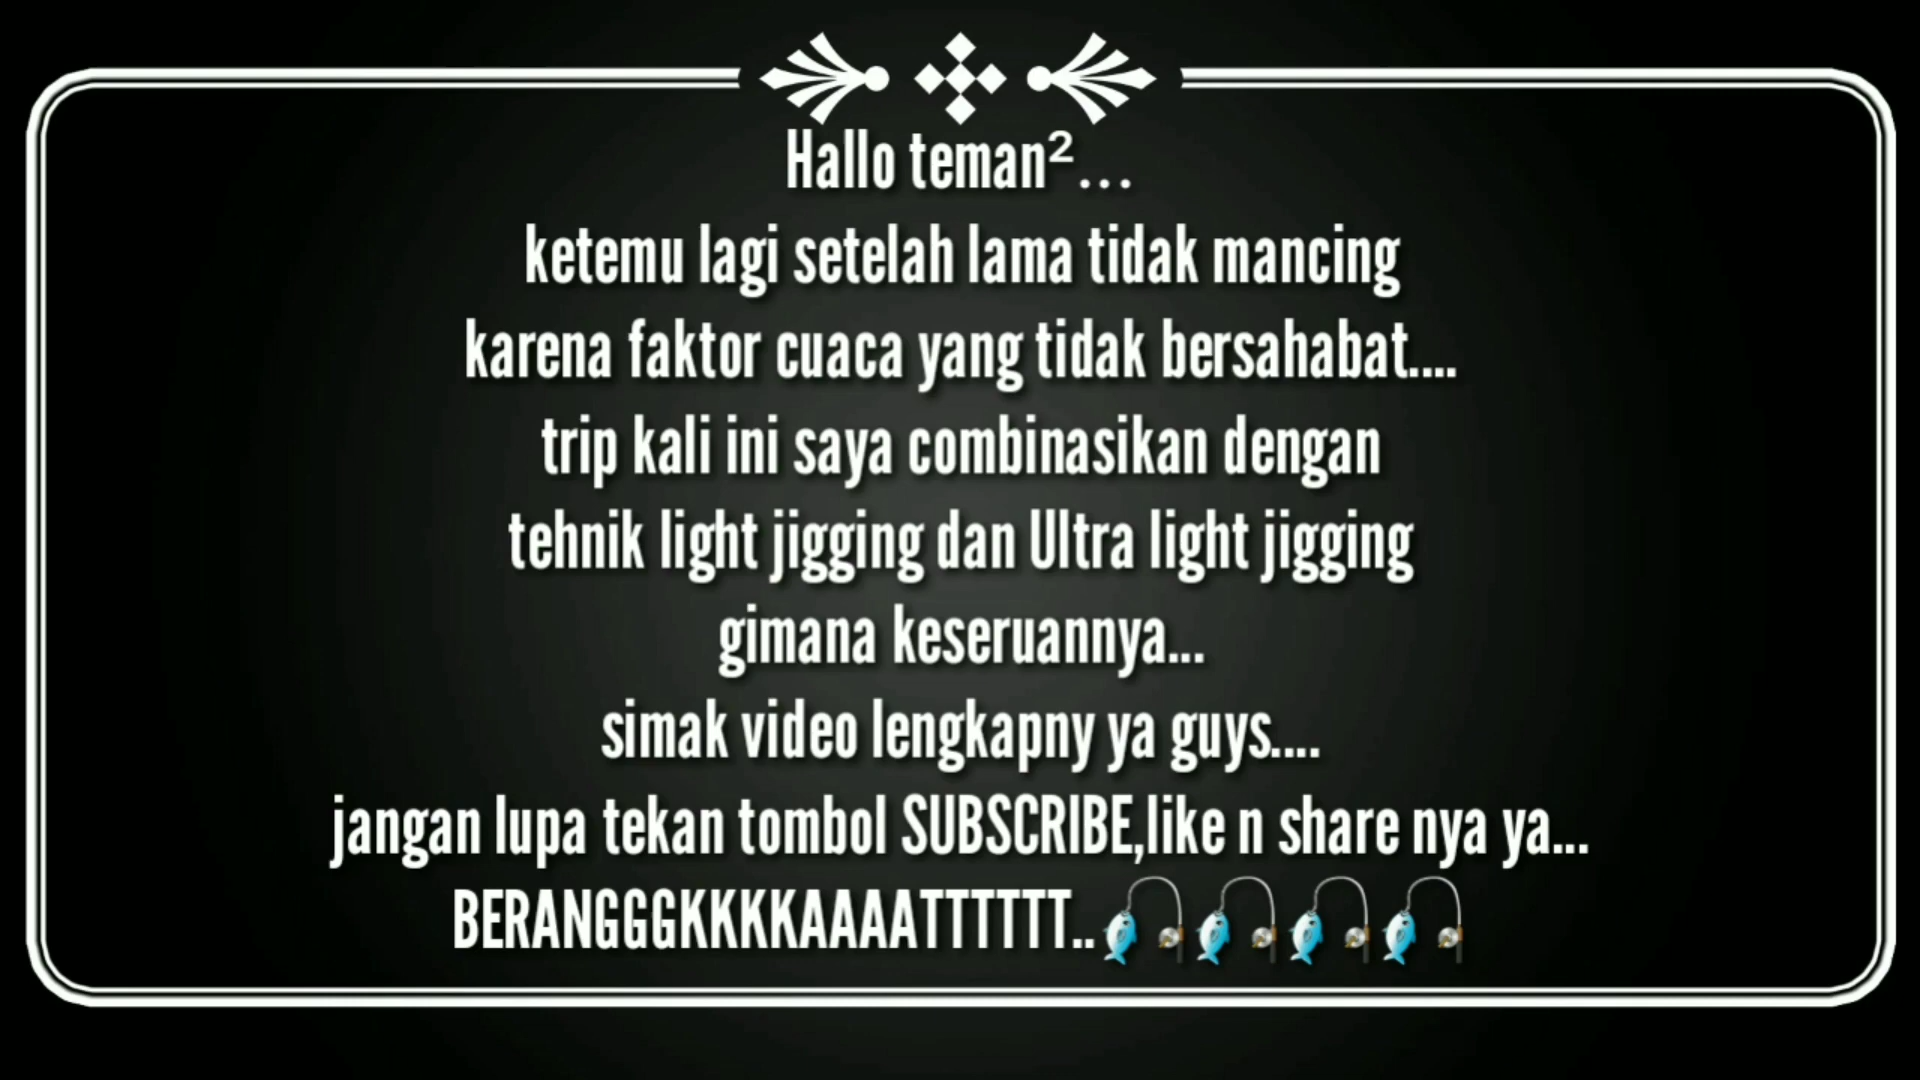 Hallo teman²...
ketemu lagi setelah lama tidak mancing
karena faktor cuaca yang tidak bersahabat....
trip kali ini saya combinasikan dengan
tehnik light jigging dan Ultra light jigging
gimana keseruannya...
simak video lengkapny ya guys....
jangan lupa tekan tombol SUBSCRIBE,like n share nya ya...
BERANGGGKKKKAAAATTTTTT..🎣🎣🎣🎣